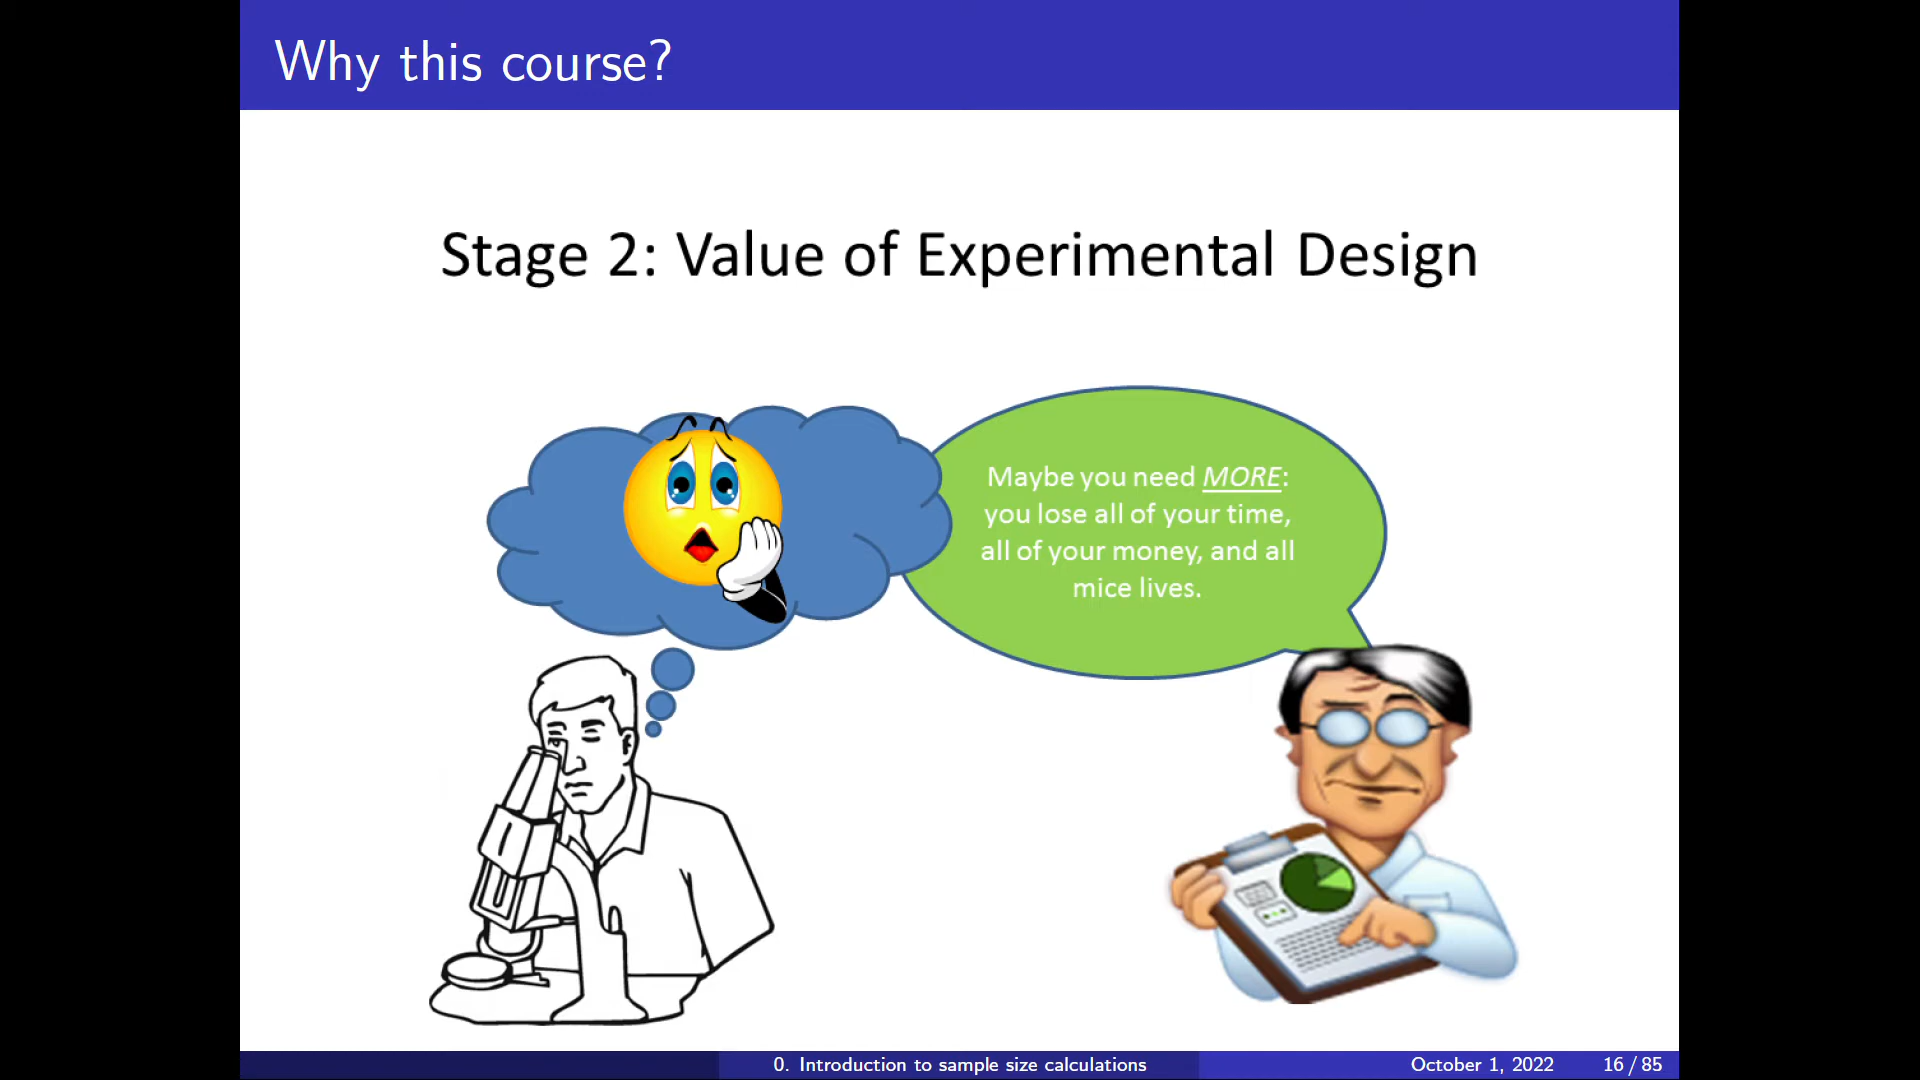 Why this course?
Stage 2: Value of Experimental Design
Maybe you need MORE:
you lose all of your time,
all of your money, and all
mice lives.
0. Introduction to sample size calculations
October 1, 2022
16 / 85